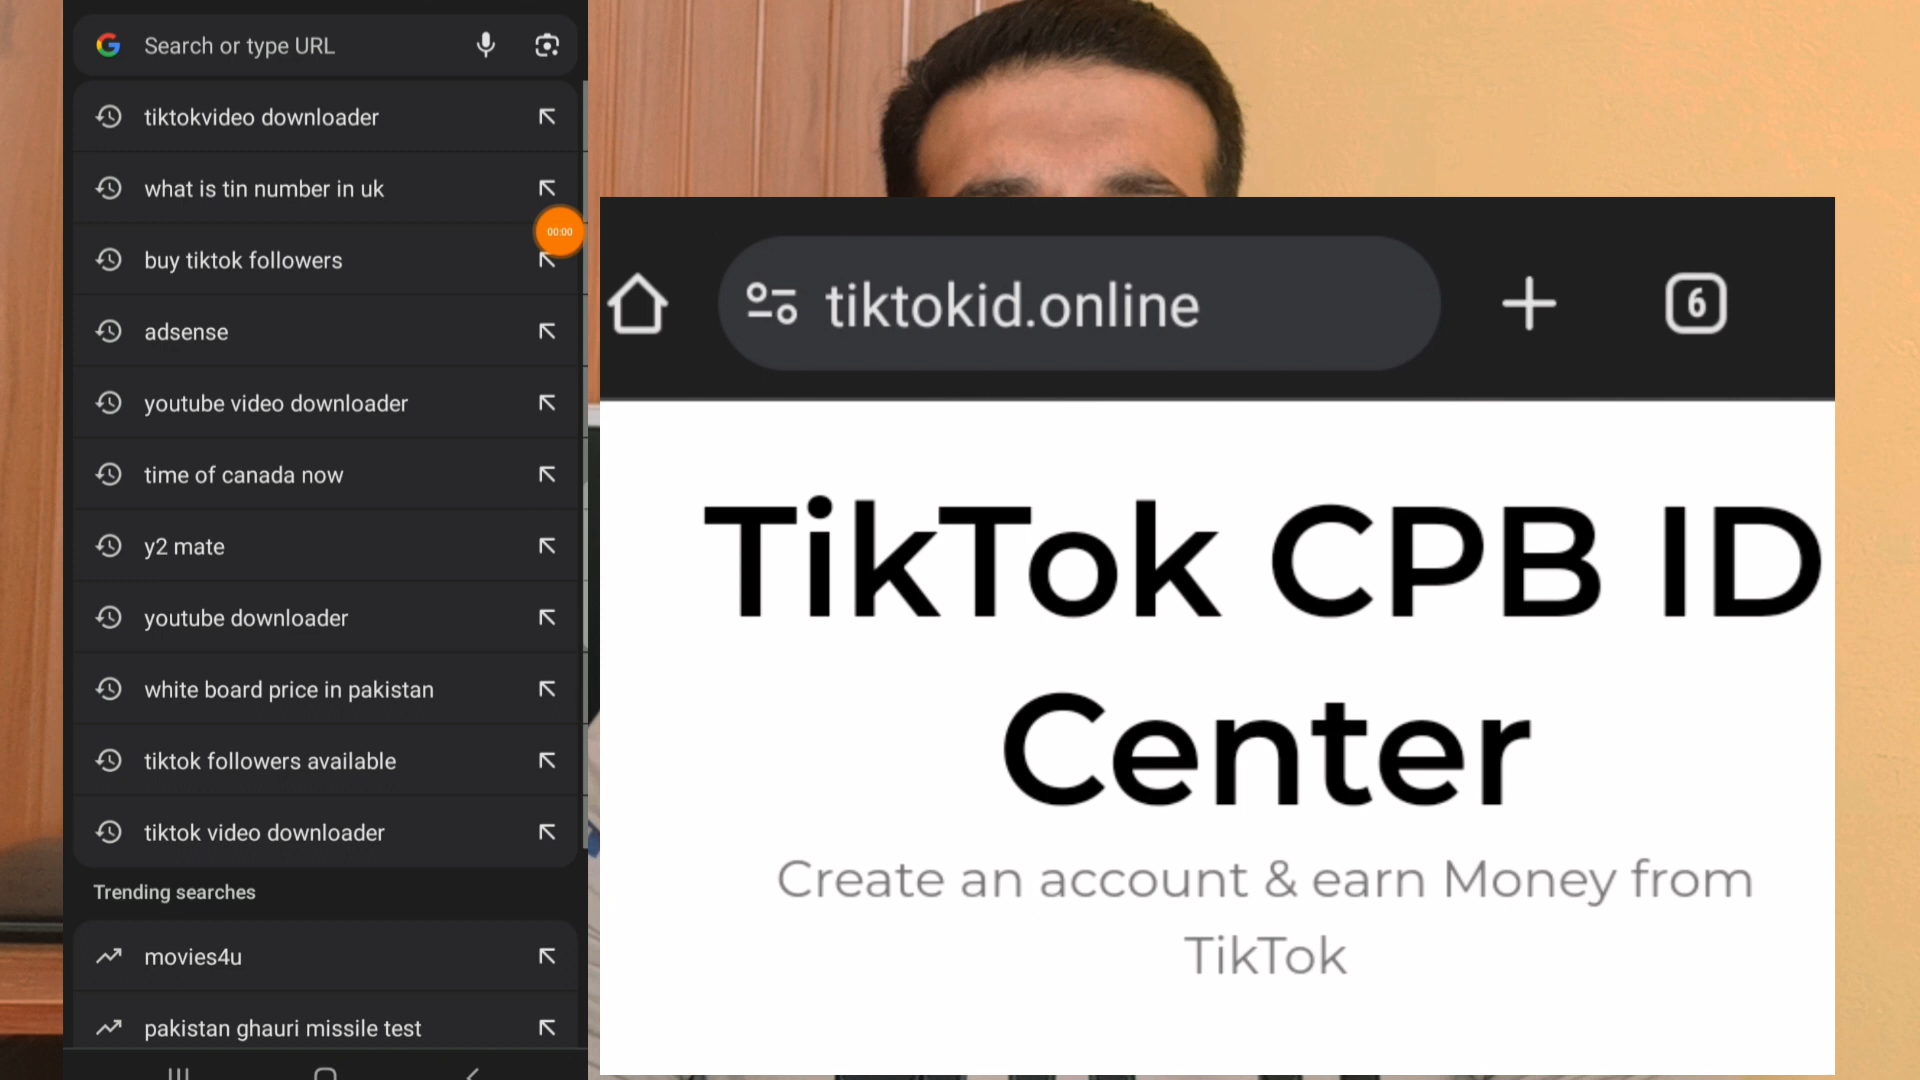 Search or type URL
tiktokvideo downloader
what is tin number in uk
00:00
buy tiktok followers
adsense
youtube video downloader
time of canada now
y2 mate
youtube downloader
white board price in pakistan
tiktok followers available
tiktok video downloader
Trending searches
movies4u
pakistan ghauri missile test
tiktokid.online
6
TikTok CPB ID
Center
Create an account & earn Money from
TikTok